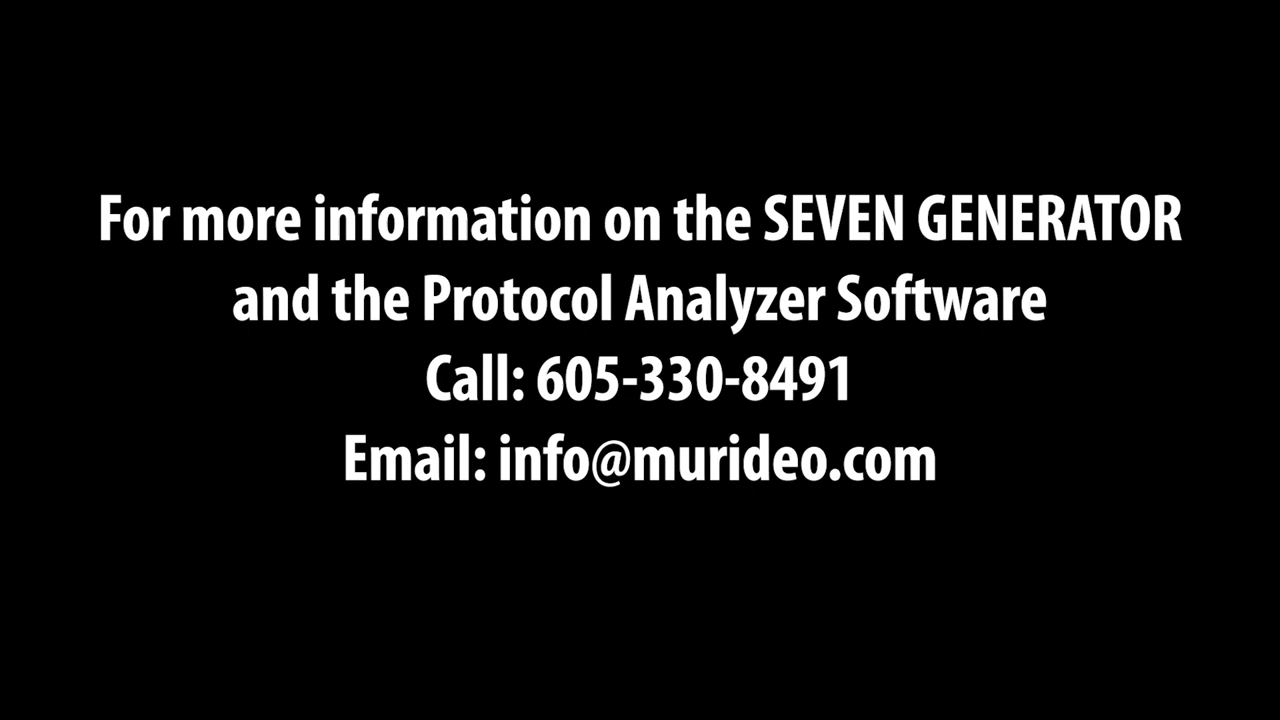 For more information on the SEVEN GENERATOR
and the Protocol Analyzer Software
Call: 605-330-8491
Email: info@murideo.com